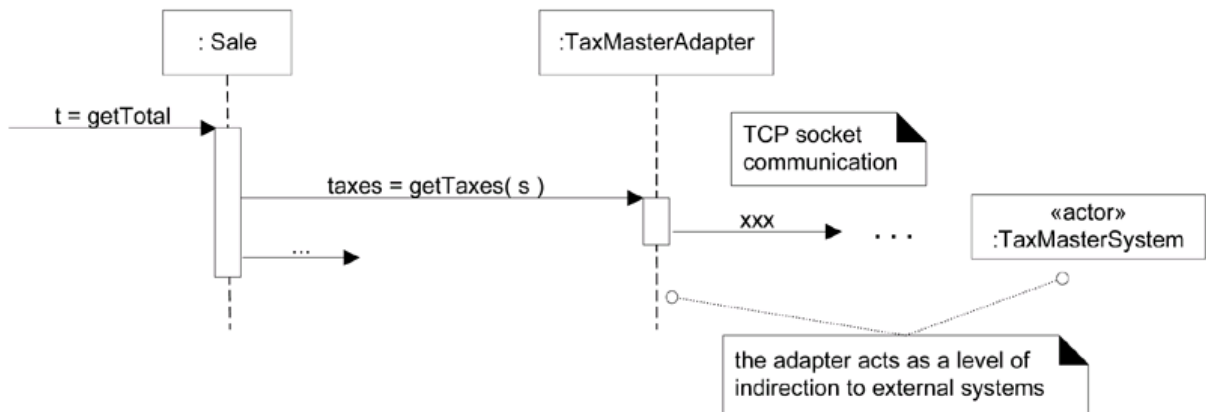 : Sale
:TaxMasterAdapter
t = getTotal
TCP socket
communication
taxes = getTaxes( s )
xxx
. . .
«actor»
:TaxMasterSystem
...
the adapter acts as a level of
indirection to external systems